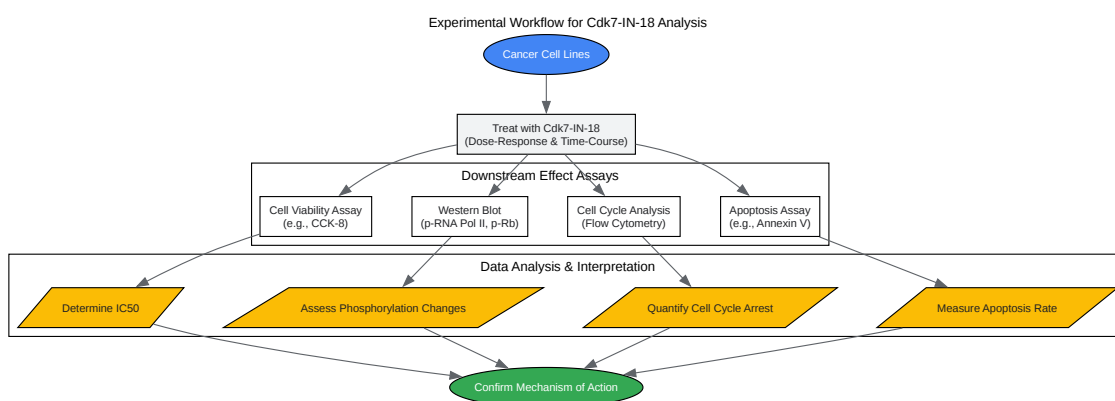 Experimental Workflow for Cdk7-IN-18 Analysis
Cancer Cell Lines
Treat with Cdk7-IN-18
(Dose-Response & Time-Course)
Downstream Effect Assays
Cell Viability Assay
(e.g., CCK-8)
Western Blot
(p-RNA Pol II, p-Rb)
Cell Cycle Analysis
(Flow Cytometry)
Apoptosis Assay
(e.g., Annexin V)
Data Analysis & Interpretation
Determine IC50
Assess Phosphorylation Changes
Quantify Cell Cycle Arrest
Measure Apoptosis Rate
Confirm Mechanism of Action